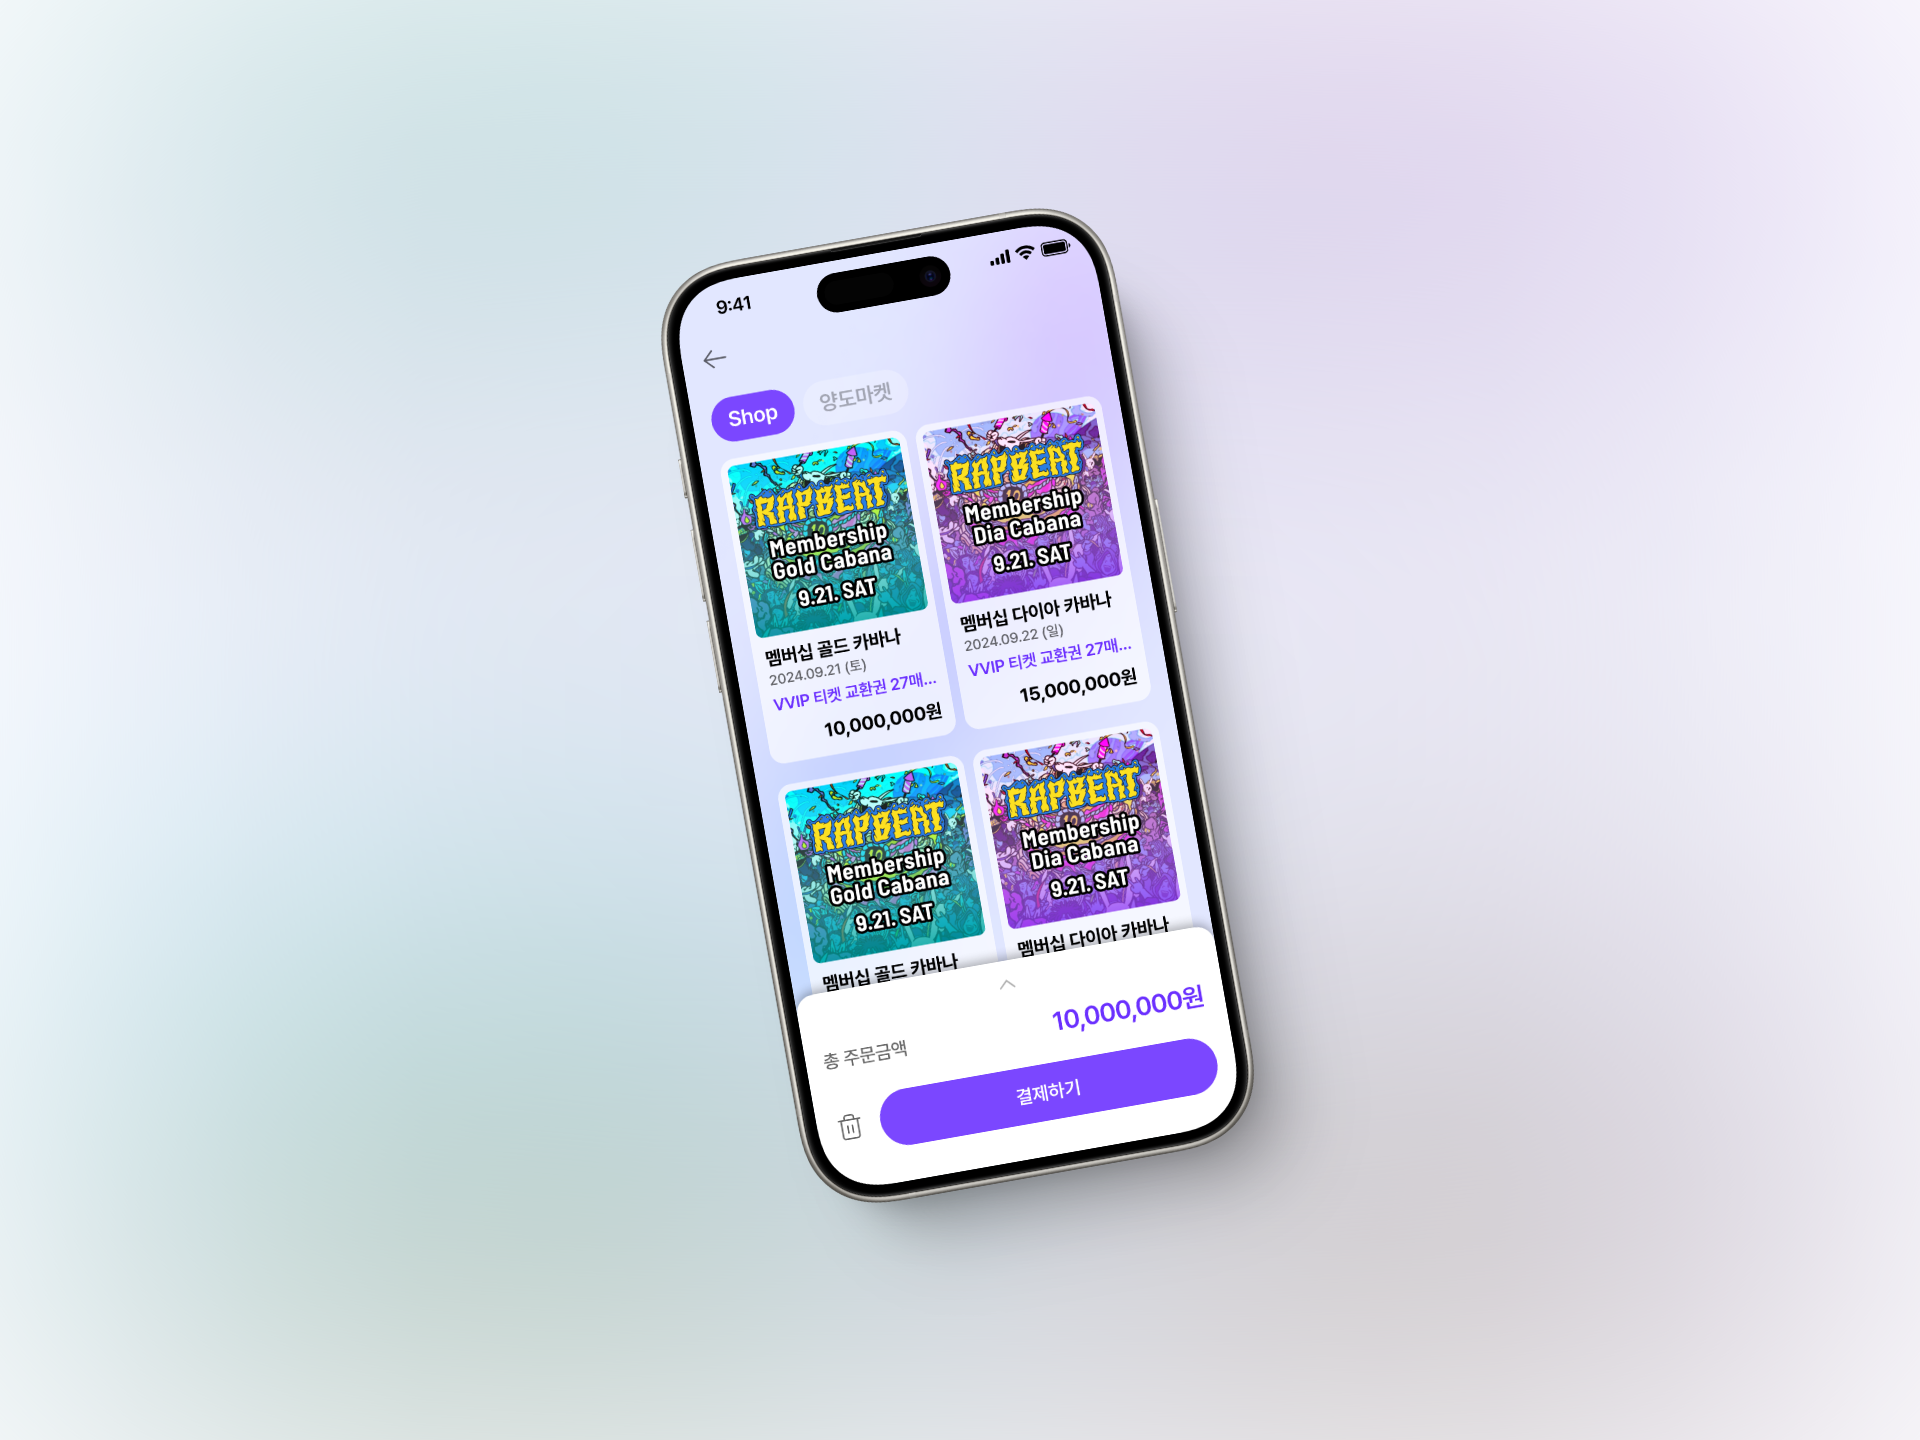 9:41
Shop
양도마켓
RAPBEAT
Membership
Gold Cabana
9.21. SAT
멤버십 골드 카바나
2024.09.21 (토)
VVIP 티켓 교환권 27매...
10,000,000원
RAPBEAT
Membership
Dia Cabana
9.21. SAT
멤버십 다이아 카바나
2024.09.22 (일)
VVIP 티켓 교환권 27매...
15,000,000원
RAPBEAT
Membership
Gold Cabana
9.21. SAT
멤버십 골드 카바나
RAPBEAT
Membership
Dia Cabana
9.21. SAT
멤버십 다이아 카바나
총 주문금액
10,000,000원
결제하기